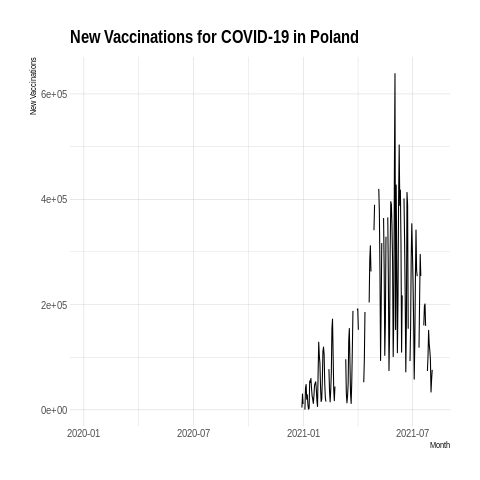 New Vaccinations for COVID-19 in Poland
New Vaccinations
6e+05
4e+05
2e+05
0e+00
2020-01 2020-07 2021-01 2021-07
Month